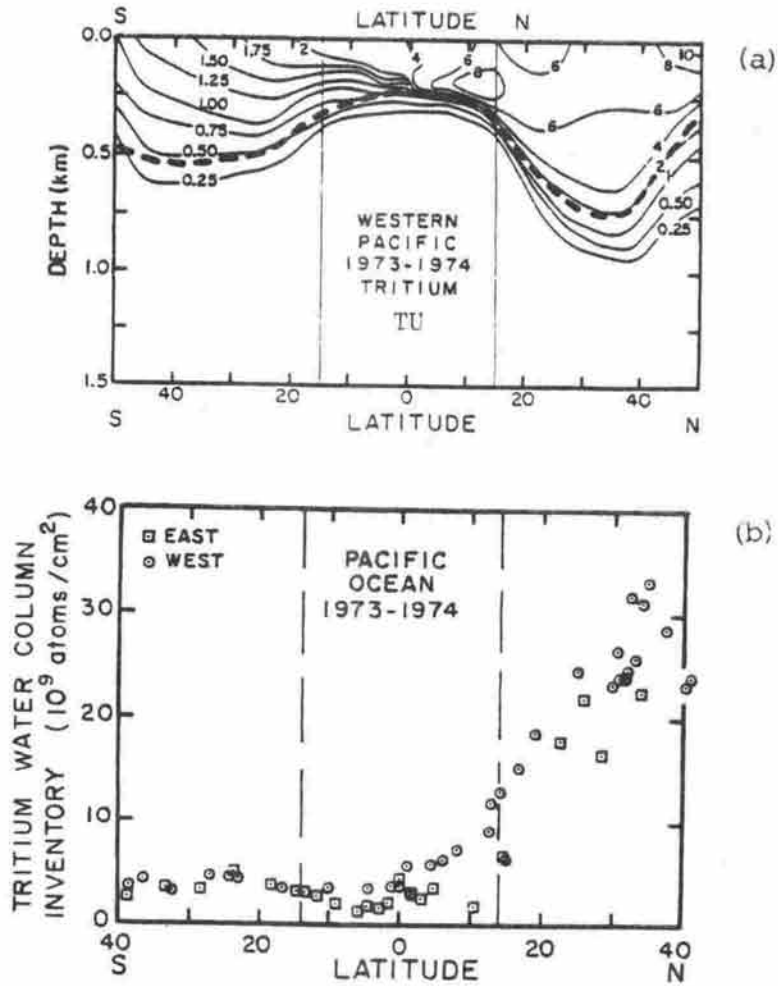 S LATITUDE N
(a)
0.0
0.5
1.0
1.5
DEPTH (km)
1.75 2 4 6 8 6 8 10
1.50
1.25
1.00
0.75
0.50
0.25
6 6
4
2
1
0.50
0.25
WESTERN
PACIFIC
1973-1974
TRITIUM
TU
40 20 0 20 40
S LATITUDE N
(b)
40
30
20
10
0
TRITIUM WATER COLUMN
INVENTORY (10⁹ atoms/cm²)
EAST
WEST
PACIFIC
OCEAN
1973-1974
40 20 0 20 40
S LATITUDE N